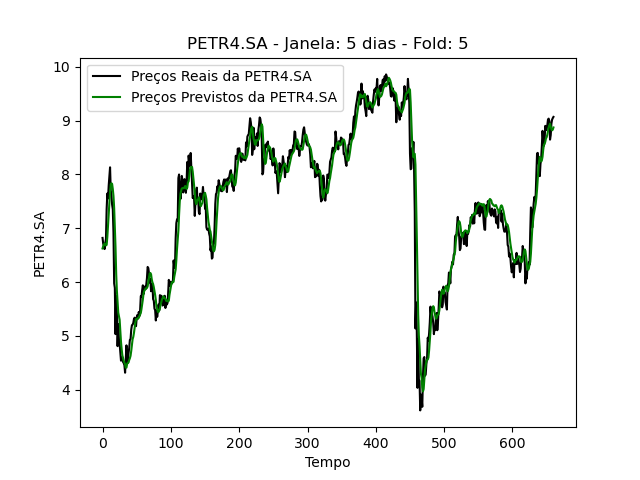 PETR4.SA - Janela: 5 dias - Fold: 5
Preços Reais da PETR4.SA
Preços Previstos da PETR4.SA
PETR4.SA
10
9
8
7
6
5
4
0 100 200 300 400 500 600
Tempo